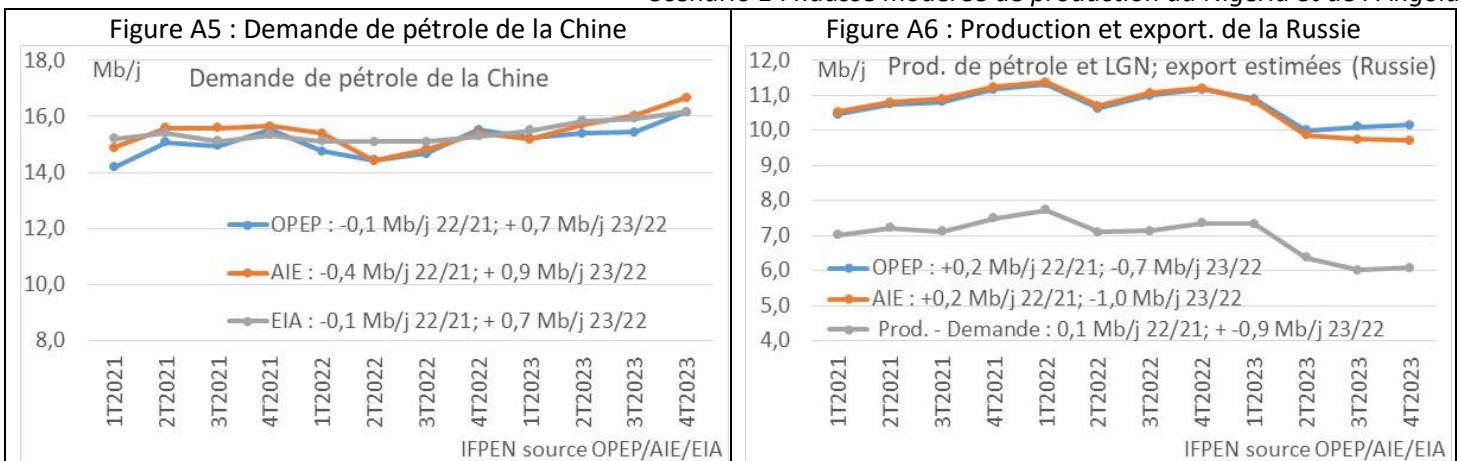 Scénario 1 : hausse modérée de production du Nigeria et de l'Angola
Figure A5 : Demande de pétrole de la Chine
18,0
Mb/j
Demande de pétrole de la Chine
16,0
14,0
12,0
10,0
8,0
OPEP : -0,1 Mb/j 22/21; + 0,7 Mb/j 23/22
AIE : -0,4 Mb/j 22/21; + 0,9 Mb/j 23/22
EIA : -0,1 Mb/j 22/21; + 0,7 Mb/j 23/22
1T2021
2T2021
3T2021
4T2021
1T2022
2T2022
3T2022
4T2022
1T2023
2T2023
3T2023
4T2023
IFPEN source OPEP/AIE/EIA
Figure A6 : Production et export. de la Russie
12,0
Mb/j
Prod. de pétrole et LGN; export estimées (Russie)
11,0
10,0
9,0
8,0
7,0
6,0
5,0
4,0
OPEP : +0,2 Mb/j 22/21; -0,7 Mb/j 23/22
AIE : +0,2 Mb/j 22/21; -1,0 Mb/j 23/22
Prod. - Demande : 0,1 Mb/j 22/21; + -0,9 Mb/j 23/22
1T2021
2T2021
3T2021
4T2021
1T2022
2T2022
3T2022
4T2022
1T2023
2T2023
3T2023
4T2023
IFPEN source OPEP/AIE/EIA